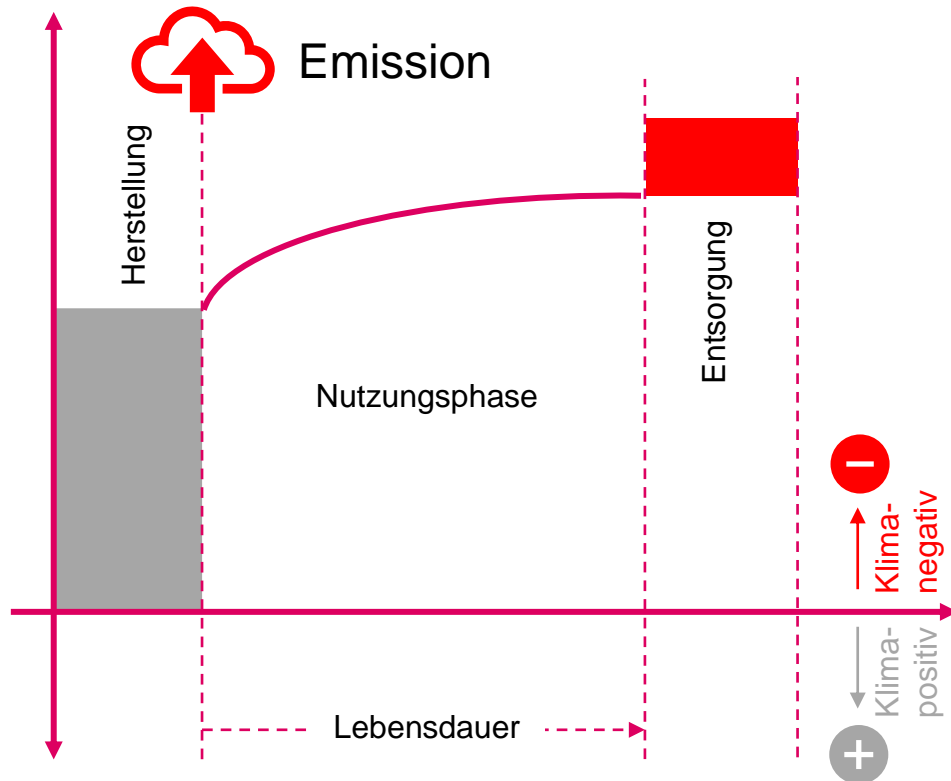 Emission
Herstellung
Entsorgung
Nutzungsphase
Klima-
negativ
Klima-
positiv
Lebensdauer